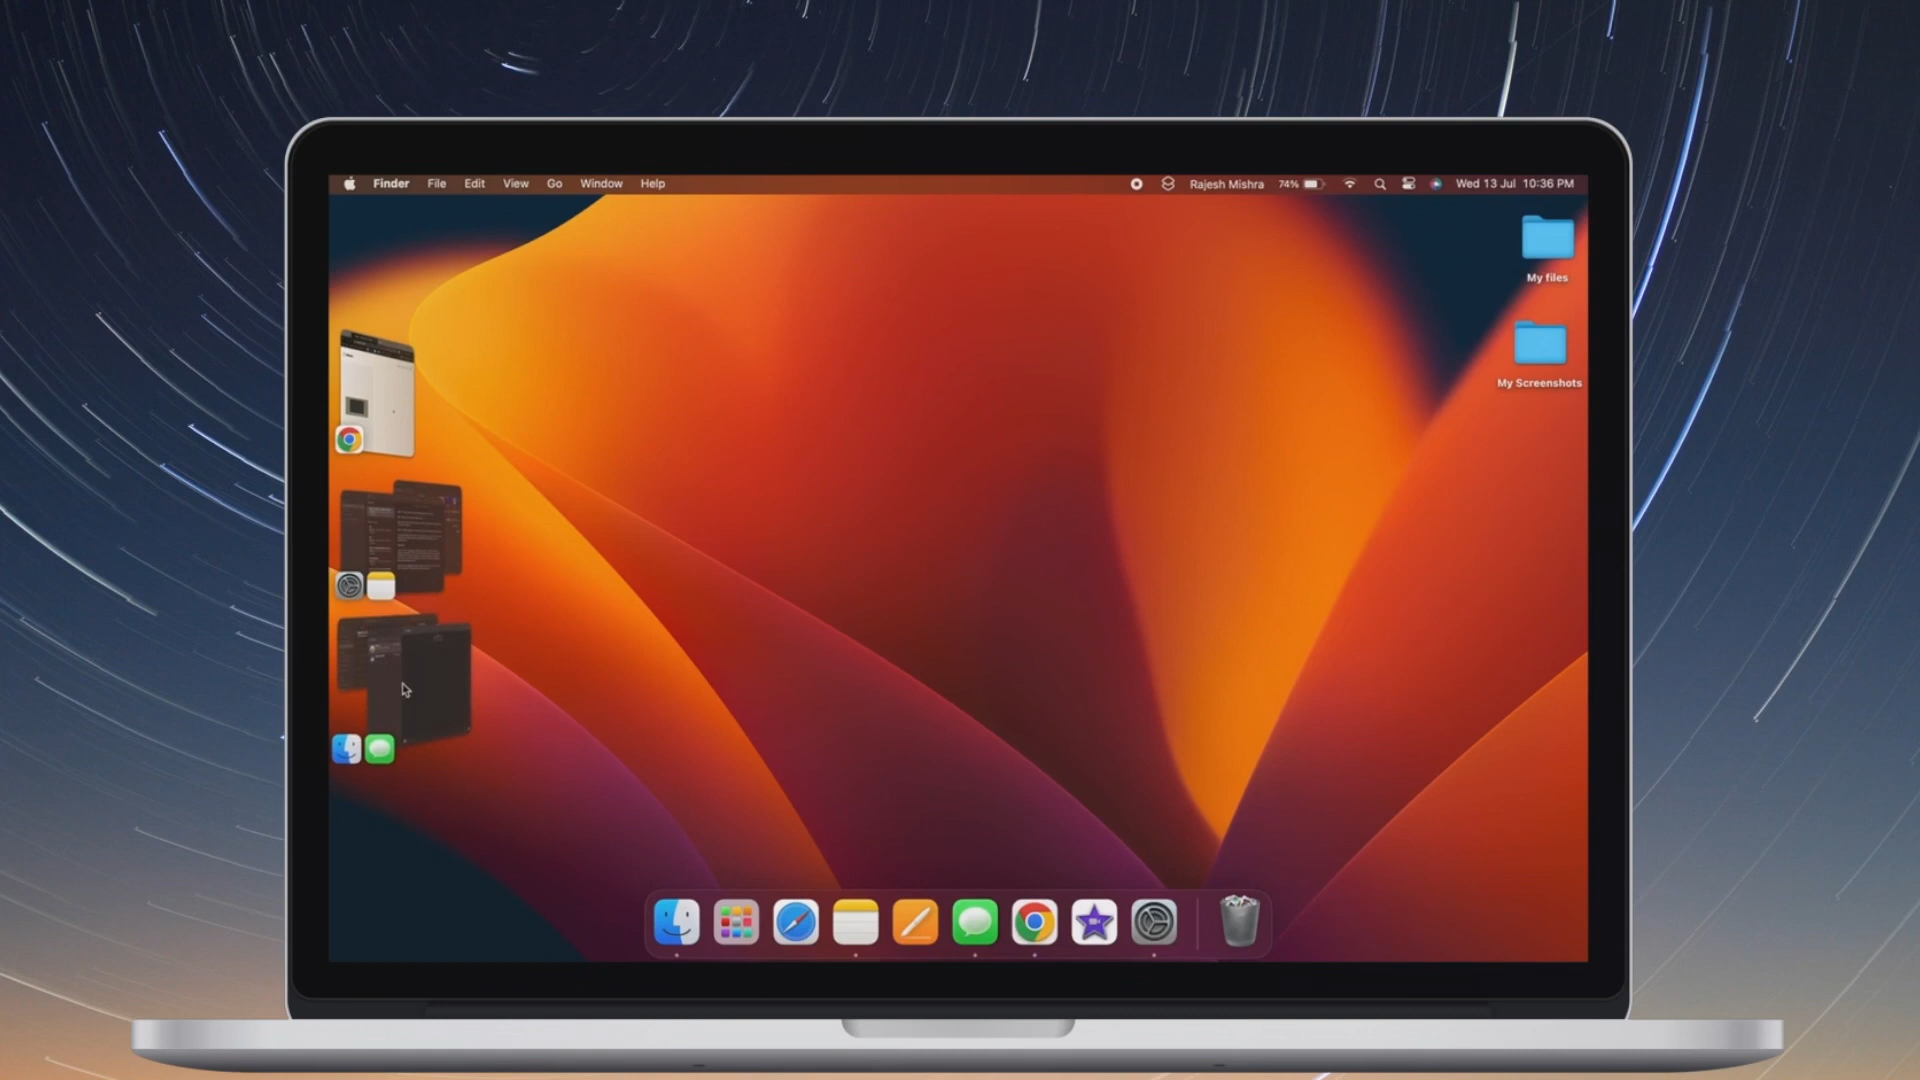 Finder File Edit View Go Window Help Rajesh Mishra 74% Wed 13 Jul 10:36 PM
My files
My Screenshots